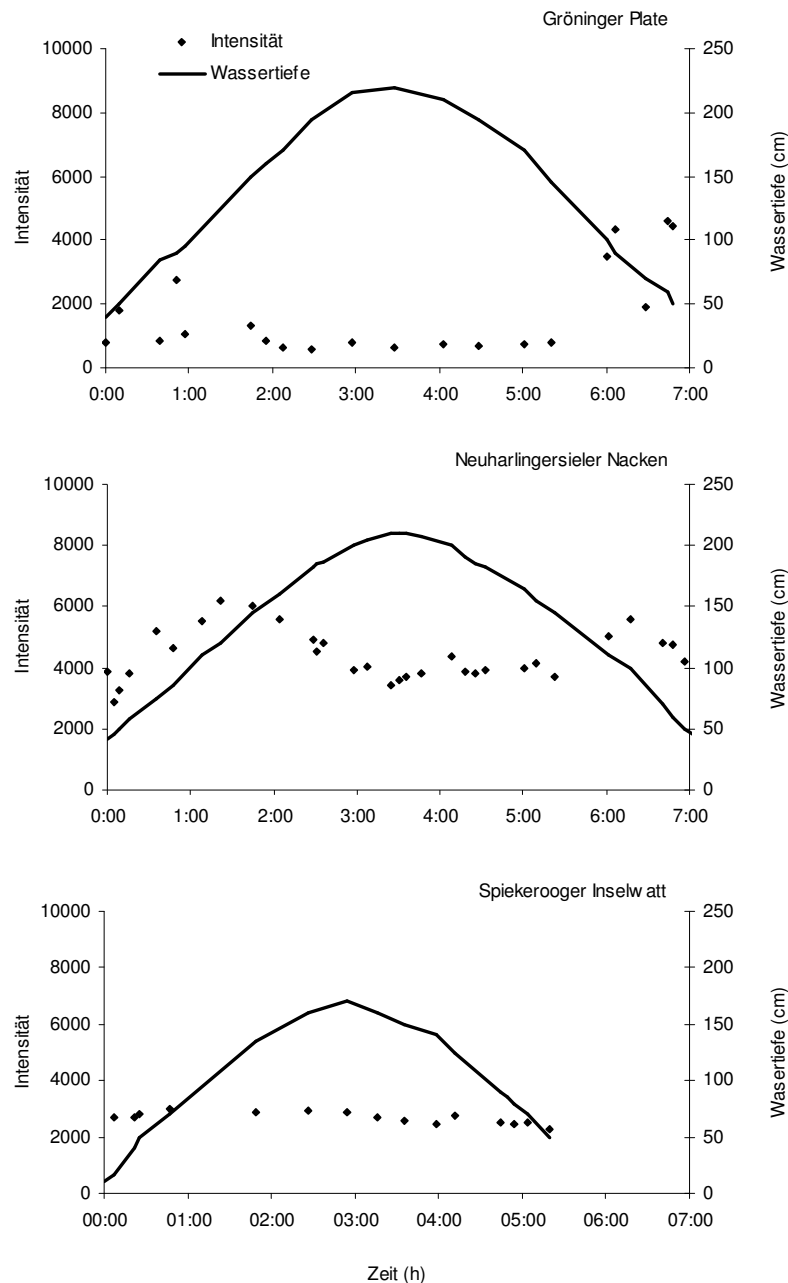 Gröninger Plate
Intensität
Wassertiefe
10000
8000
6000
4000
2000
0
250
200
150
100
50
0
Intensität
Wassertiefe (cm)
0:00 1:00 2:00 3:00 4:00 5:00 6:00 7:00
Neuharlingersieler Nacken
10000
8000
6000
4000
2000
0
250
200
150
100
50
0
Intensität
Wassertiefe (cm)
0:00 1:00 2:00 3:00 4:00 5:00 6:00 7:00
Spiekerooger Inselwatt
10000
8000
6000
4000
2000
0
250
200
150
100
50
0
Intensität
Wassertiefe (cm)
00:00 01:00 02:00 03:00 04:00 05:00 06:00 07:00
Zeit (h)